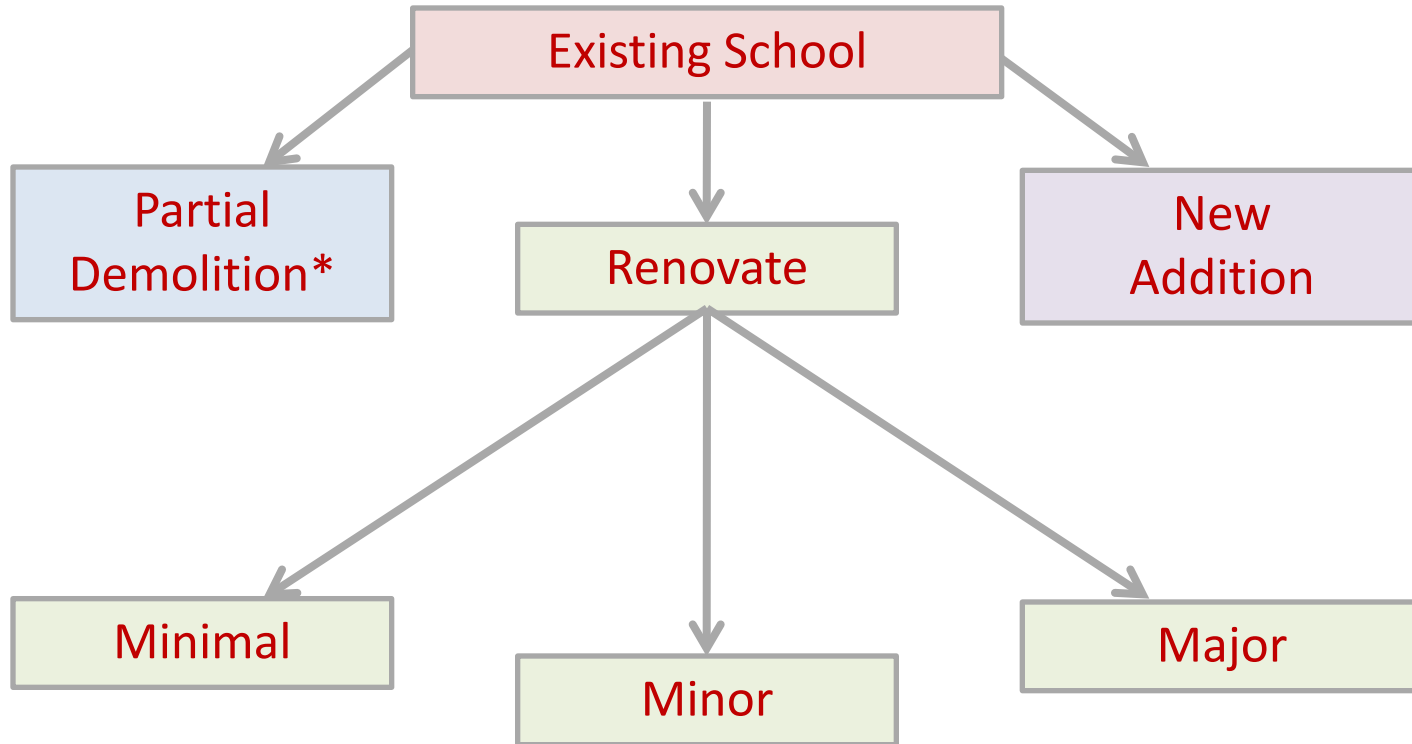 Existing School
Partial
Demolition*
Renovate
New
Addition
Minimal
Minor
Major